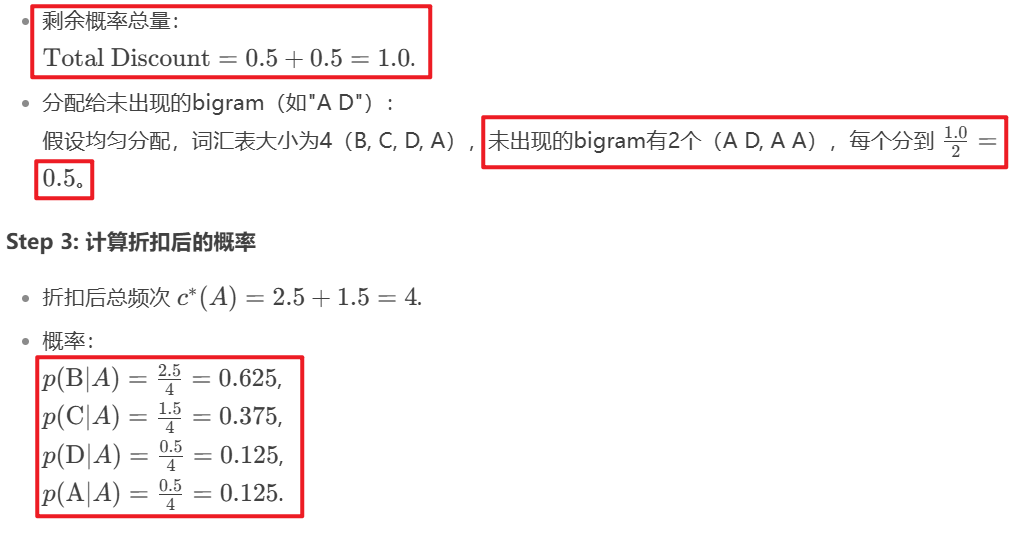 • 剩余概率总量：
Total Discount = 0.5 + 0.5 = 1.0.
• 分配给未出现的bigram（如"A D"）：
假设均匀分配，词汇表大小为4（B, C, D, A），未出现的bigram有2个（A D, A A），每个分到 \frac{1.0}{2} =
0.5。
Step 3: 计算折扣后的概率
• 折扣后总频次 c*(A) = 2.5 + 1.5 = 4.
• 概率：
p(B|A) = \frac{2.5}{4} = 0.625,
p(C|A) = \frac{1.5}{4} = 0.375,
p(D|A) = \frac{0.5}{4} = 0.125,
p(A|A) = \frac{0.5}{4} = 0.125.